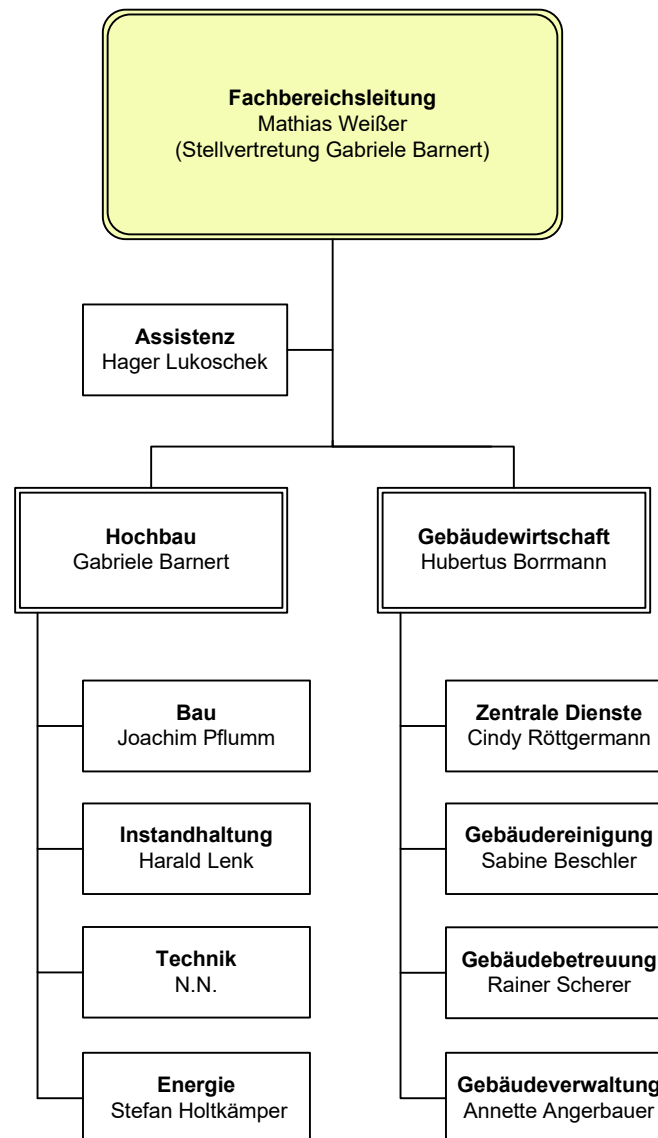 Fachbereichsleitung
Mathias Weißer
(Stellvertretung Gabriele Barnert)
Assistenz
Hager Lukoschek
Hochbau
Gabriele Barnert
Gebäudewirtschaft
Hubertus Borrmann
Bau
Joachim Pflumm
Zentrale Dienste
Cindy Röttgermann
Instandhaltung
Harald Lenk
Gebäudereinigung
Sabine Beschler
Technik
N.N.
Gebäudebetreuung
Rainer Scherer
Energie
Stefan Holtkämper
Gebäudeverwaltung
Annette Angerbauer